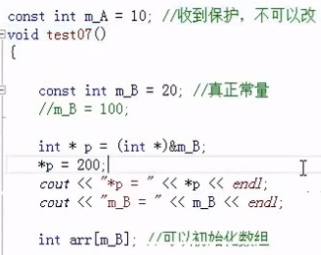 const int m_A = 10; //收到保护，不可以改
void test07()
{
const int m_B = 20; //真正常量
//m_B = 100;
int * p = (int *)&m_B;
*p = 200;
cout << "*p = " << *p << endl;
cout << "m_B = " << m_B << endl;
int arr[m_B]; //可以初始化数组